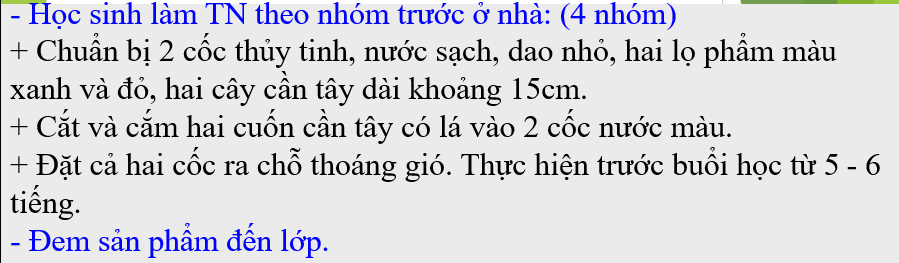 - Học sinh làm TN theo nhóm trước ở nhà: (4 nhóm)
+ Chuẩn bị 2 cốc thủy tinh, nước sạch, dao nhỏ, hai lọ phẩm màu
xanh và đỏ, hai cây cần tây dài khoảng 15cm.
+ Cắt và cắm hai cuốn cần tây có lá vào 2 cốc nước màu.
+ Đặt cả hai cốc ra chỗ thoáng gió. Thực hiện trước buổi học từ 5 - 6
tiếng.
- Đem sản phẩm đến lớp.